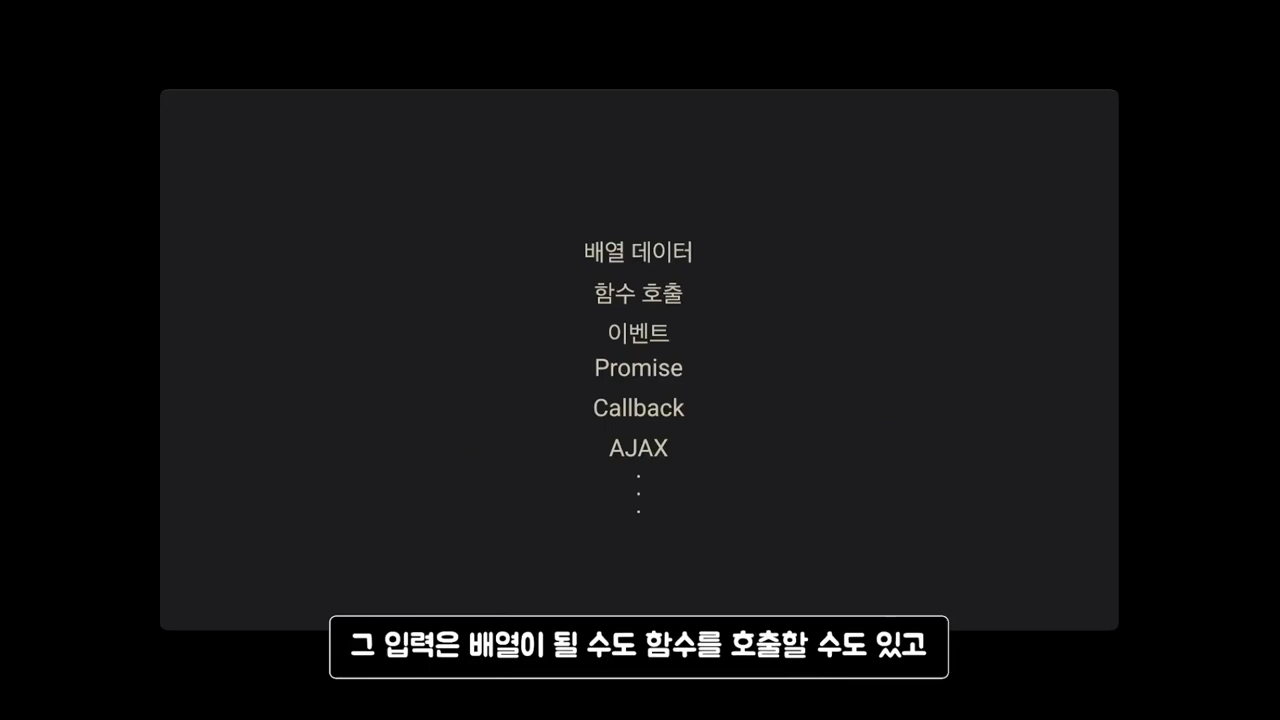 배열 데이터
함수 호출
이벤트
Promise
Callback
AJAX
.
.
.
그 입력은 배열이 될 수도 함수를 호출할 수도 있고